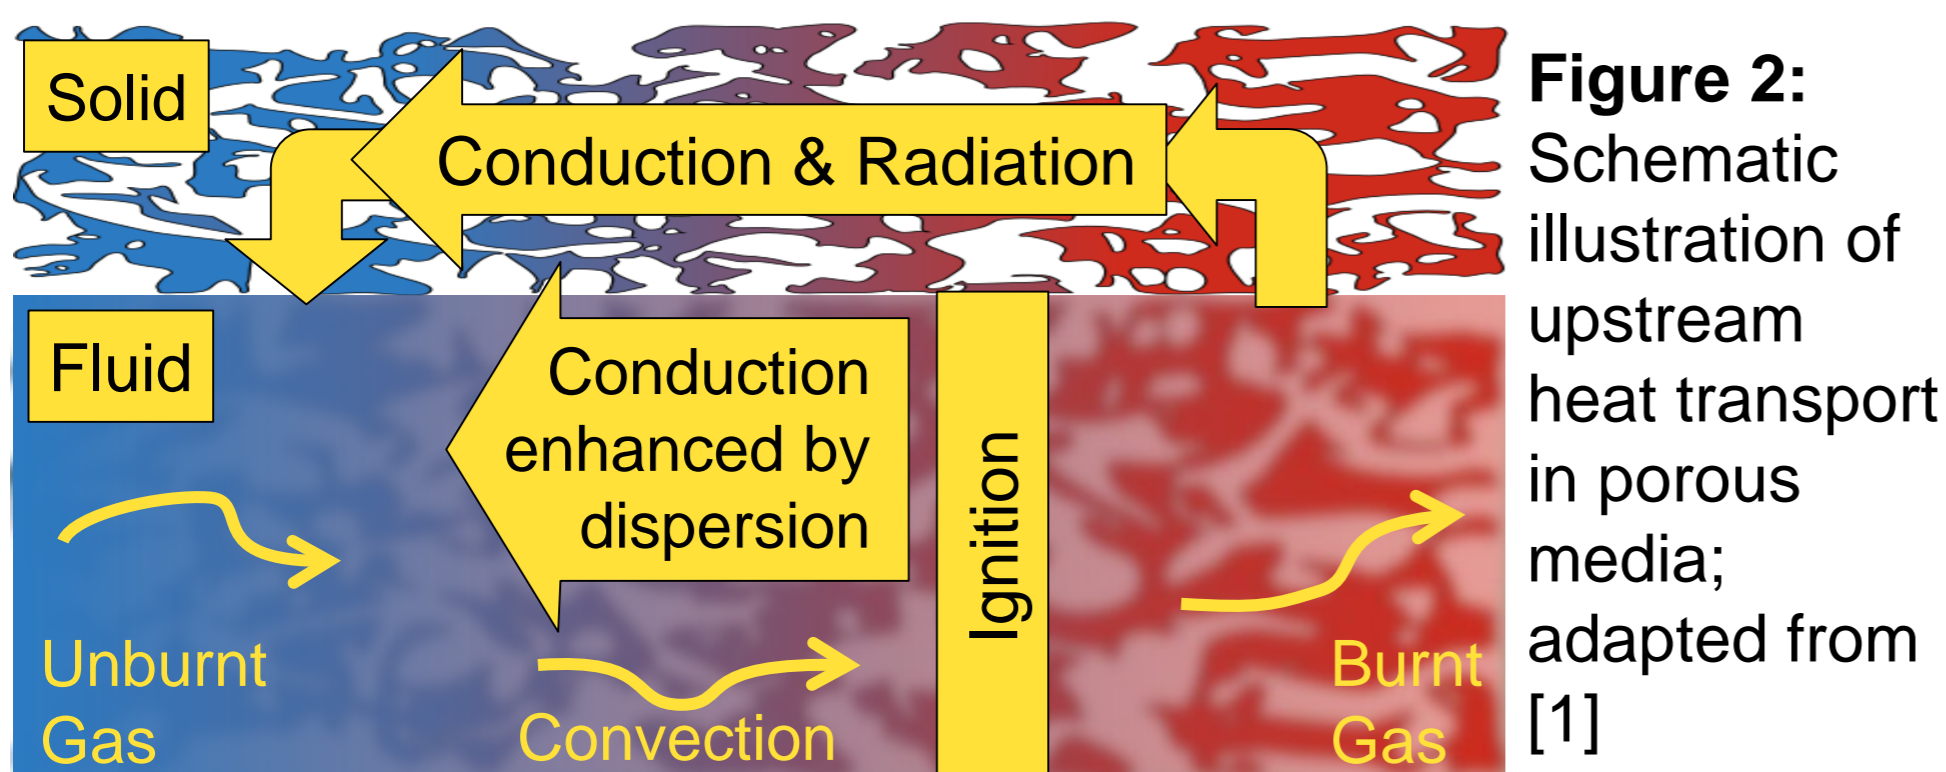 Solid
Conduction & Radiation
Fluid
Conduction
enhanced by
dispersion
Ignition
Unburnt
Gas
Convection
Burnt
Gas
Figure 2:
Schematic
illustration of
upstream
heat transport
in porous
media;
adapted from
[1]